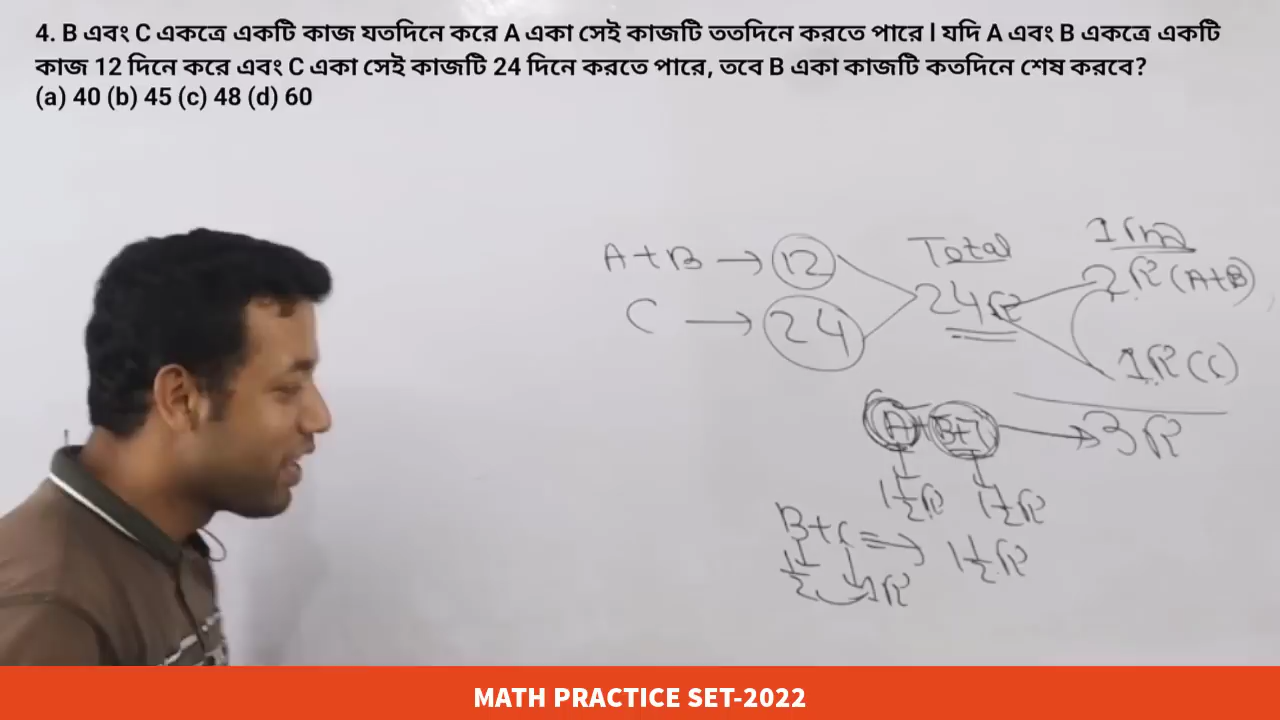 4. B এবং C একত্রে একটি কাজ যতদিনে করে A একা সেই কাজটি ততদিনে করতে পারে l যদি A এবং B একত্রে একটি
কাজ 12 দিনে করে এবং C একা সেই কাজটি 24 দিনে করতে পারে, তবে B একা কাজটি কতদিনে শেষ করবে?
(a) 40 (b) 45 (c) 48 (d) 60
Total
A+B → 12
24
2 (A+B)
C → 24
1 (C)
A+B+C → 3
1½ 1½
B+C ⇒ 1½
½ 1
MATH PRACTICE SET-2022